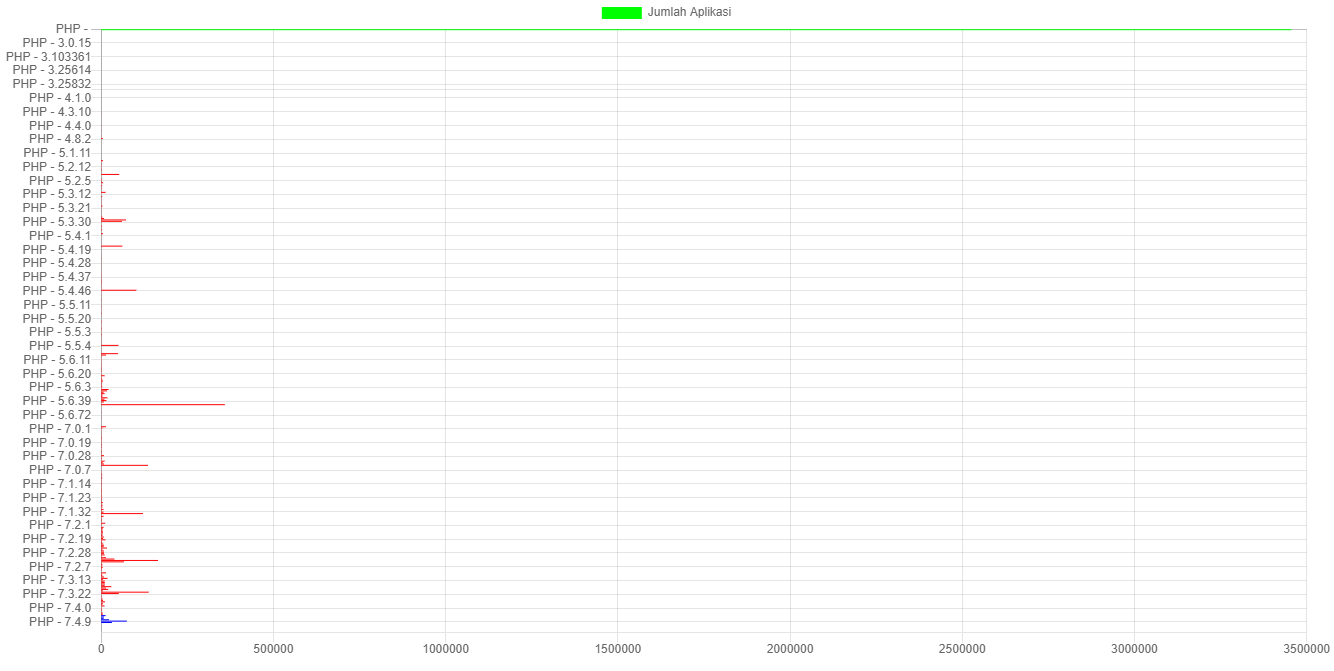 Jumlah Aplikasi
PHP -
PHP - 3.0.15
PHP - 3.103361
PHP - 3.25614
PHP - 3.25832
PHP - 4.1.0
PHP - 4.3.10
PHP - 4.4.0
PHP - 4.8.2
PHP - 5.1.11
PHP - 5.2.12
PHP - 5.2.5
PHP - 5.3.12
PHP - 5.3.21
PHP - 5.3.30
PHP - 5.4.1
PHP - 5.4.19
PHP - 5.4.28
PHP - 5.4.37
PHP - 5.4.46
PHP - 5.5.11
PHP - 5.5.20
PHP - 5.5.3
PHP - 5.5.4
PHP - 5.6.11
PHP - 5.6.20
PHP - 5.6.3
PHP - 5.6.39
PHP - 5.6.72
PHP - 7.0.1
PHP - 7.0.19
PHP - 7.0.28
PHP - 7.0.7
PHP - 7.1.14
PHP - 7.1.23
PHP - 7.1.32
PHP - 7.2.1
PHP - 7.2.19
PHP - 7.2.28
PHP - 7.2.7
PHP - 7.3.13
PHP - 7.3.22
PHP - 7.4.0
PHP - 7.4.9
0 500000 1000000 1500000 2000000 2500000 3000000 3500000